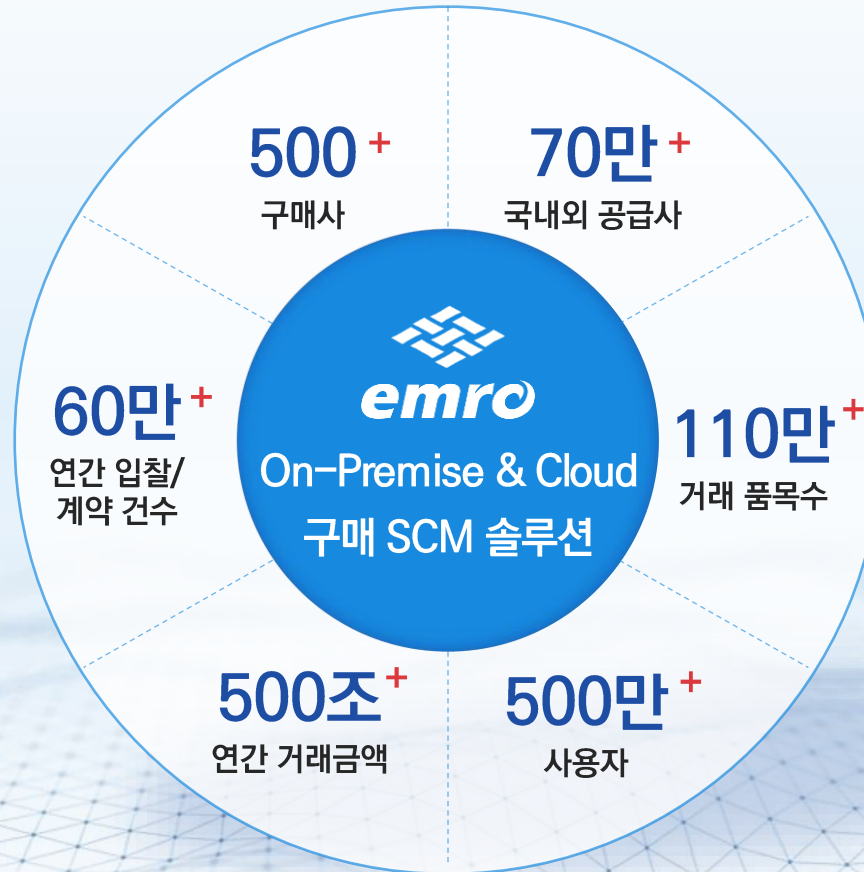 500+
구매사
70만+
국내외 공급사
60만+
연간 입찰/
계약 건수
emro
On-Premise & Cloud
구매 SCM 솔루션
110만+
거래 품목수
500조+
연간 거래금액
500만+
사용자